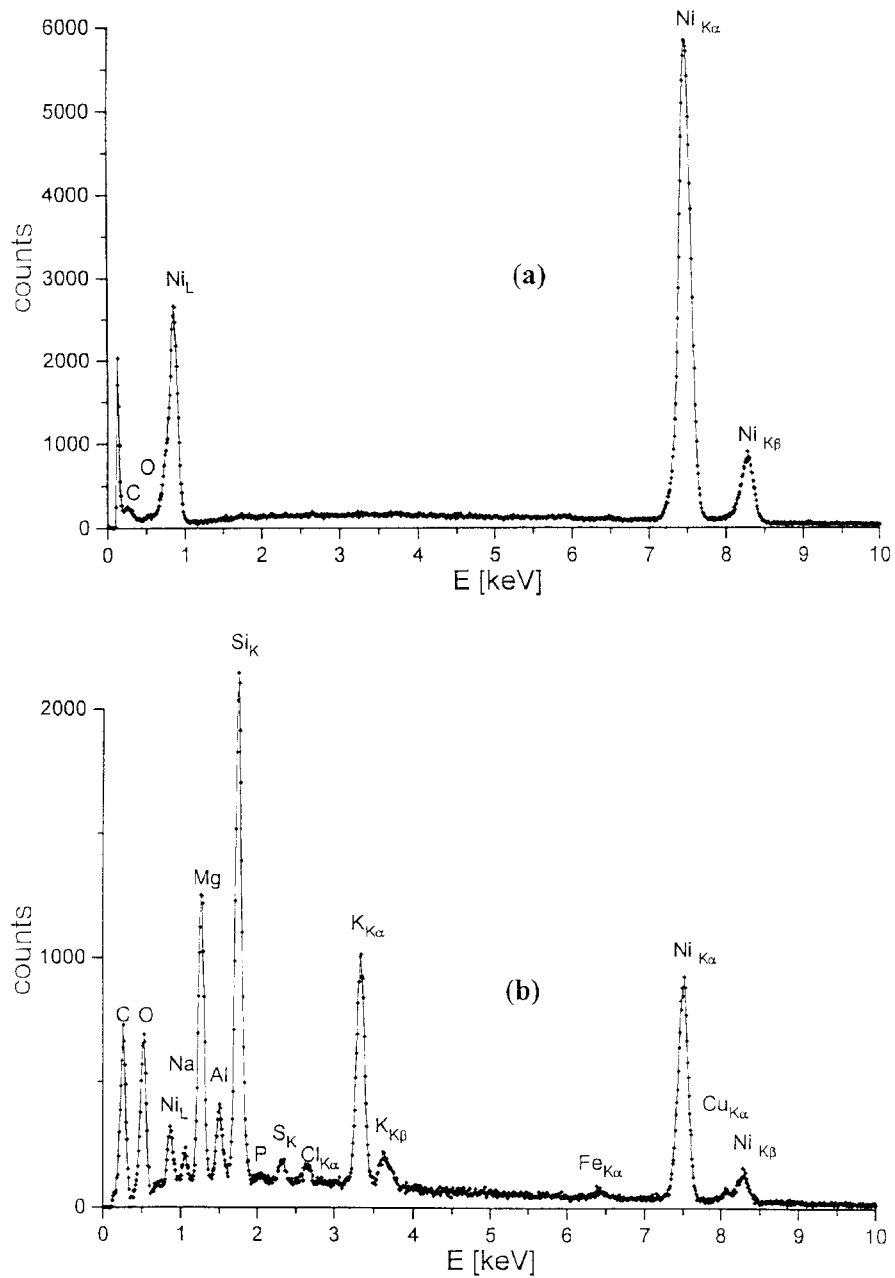 6000
5000
4000
3000
2000
1000
0
counts
Ni Kα
(a)
NiL
O
C
Ni Kβ
0 1 2 3 4 5 6 7 8 9 10
E [keV]
SiK
2000
1000
0
counts
Mg
K Kα
Ni Kα
(b)
C O
Na
Al
NiL
CuKα
P
SK
ClKα
K Kβ
FeKα
Ni Kβ
0 1 2 3 4 5 6 7 8 9 10
E [keV]